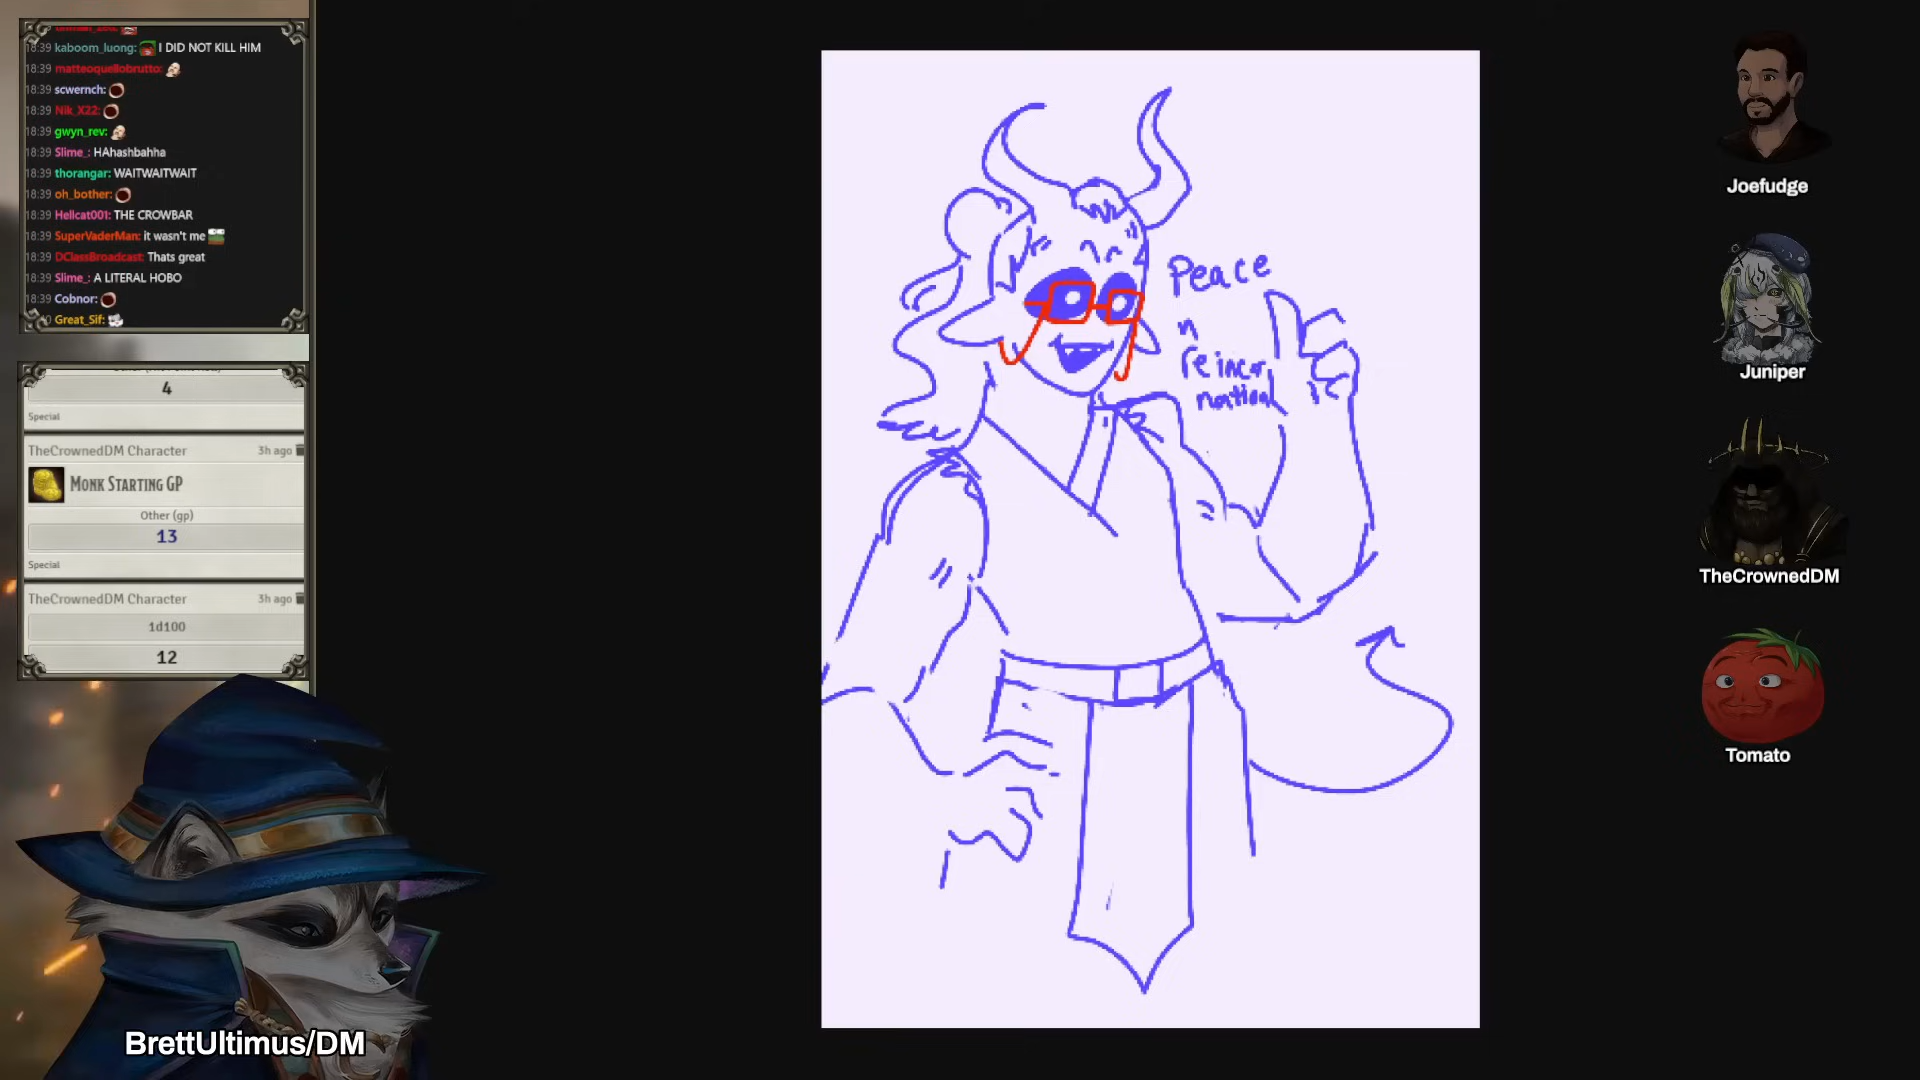 18:39 kaboom_luong: I DID NOT KILL HIM
18:39 matteoquellobrutto:
18:39 scwernch:
18:39 Nik_X22:
18:39 gwyn_rev:
18:39 Slime_: HAhashbahha
18:39 thorangar: WAITWAITWAIT
18:39 oh_bother:
18:39 Hellcat001: THE CROWBAR
18:39 SuperVaderMan: it wasn't me
18:39 DClassBroadcast: Thats great
18:39 Slime_: A LITERAL HOBO
18:39 Cobnor:
Great_Sif:
4
Special
TheCrownedDM Character 3h ago
MONK STARTING GP
Other (gp)
13
Special
TheCrownedDM Character 3h ago
1d100
12
BrettUltimus/DM
Peace
n
reincar
nation
Joefudge
Juniper
TheCrownedDM
Tomato